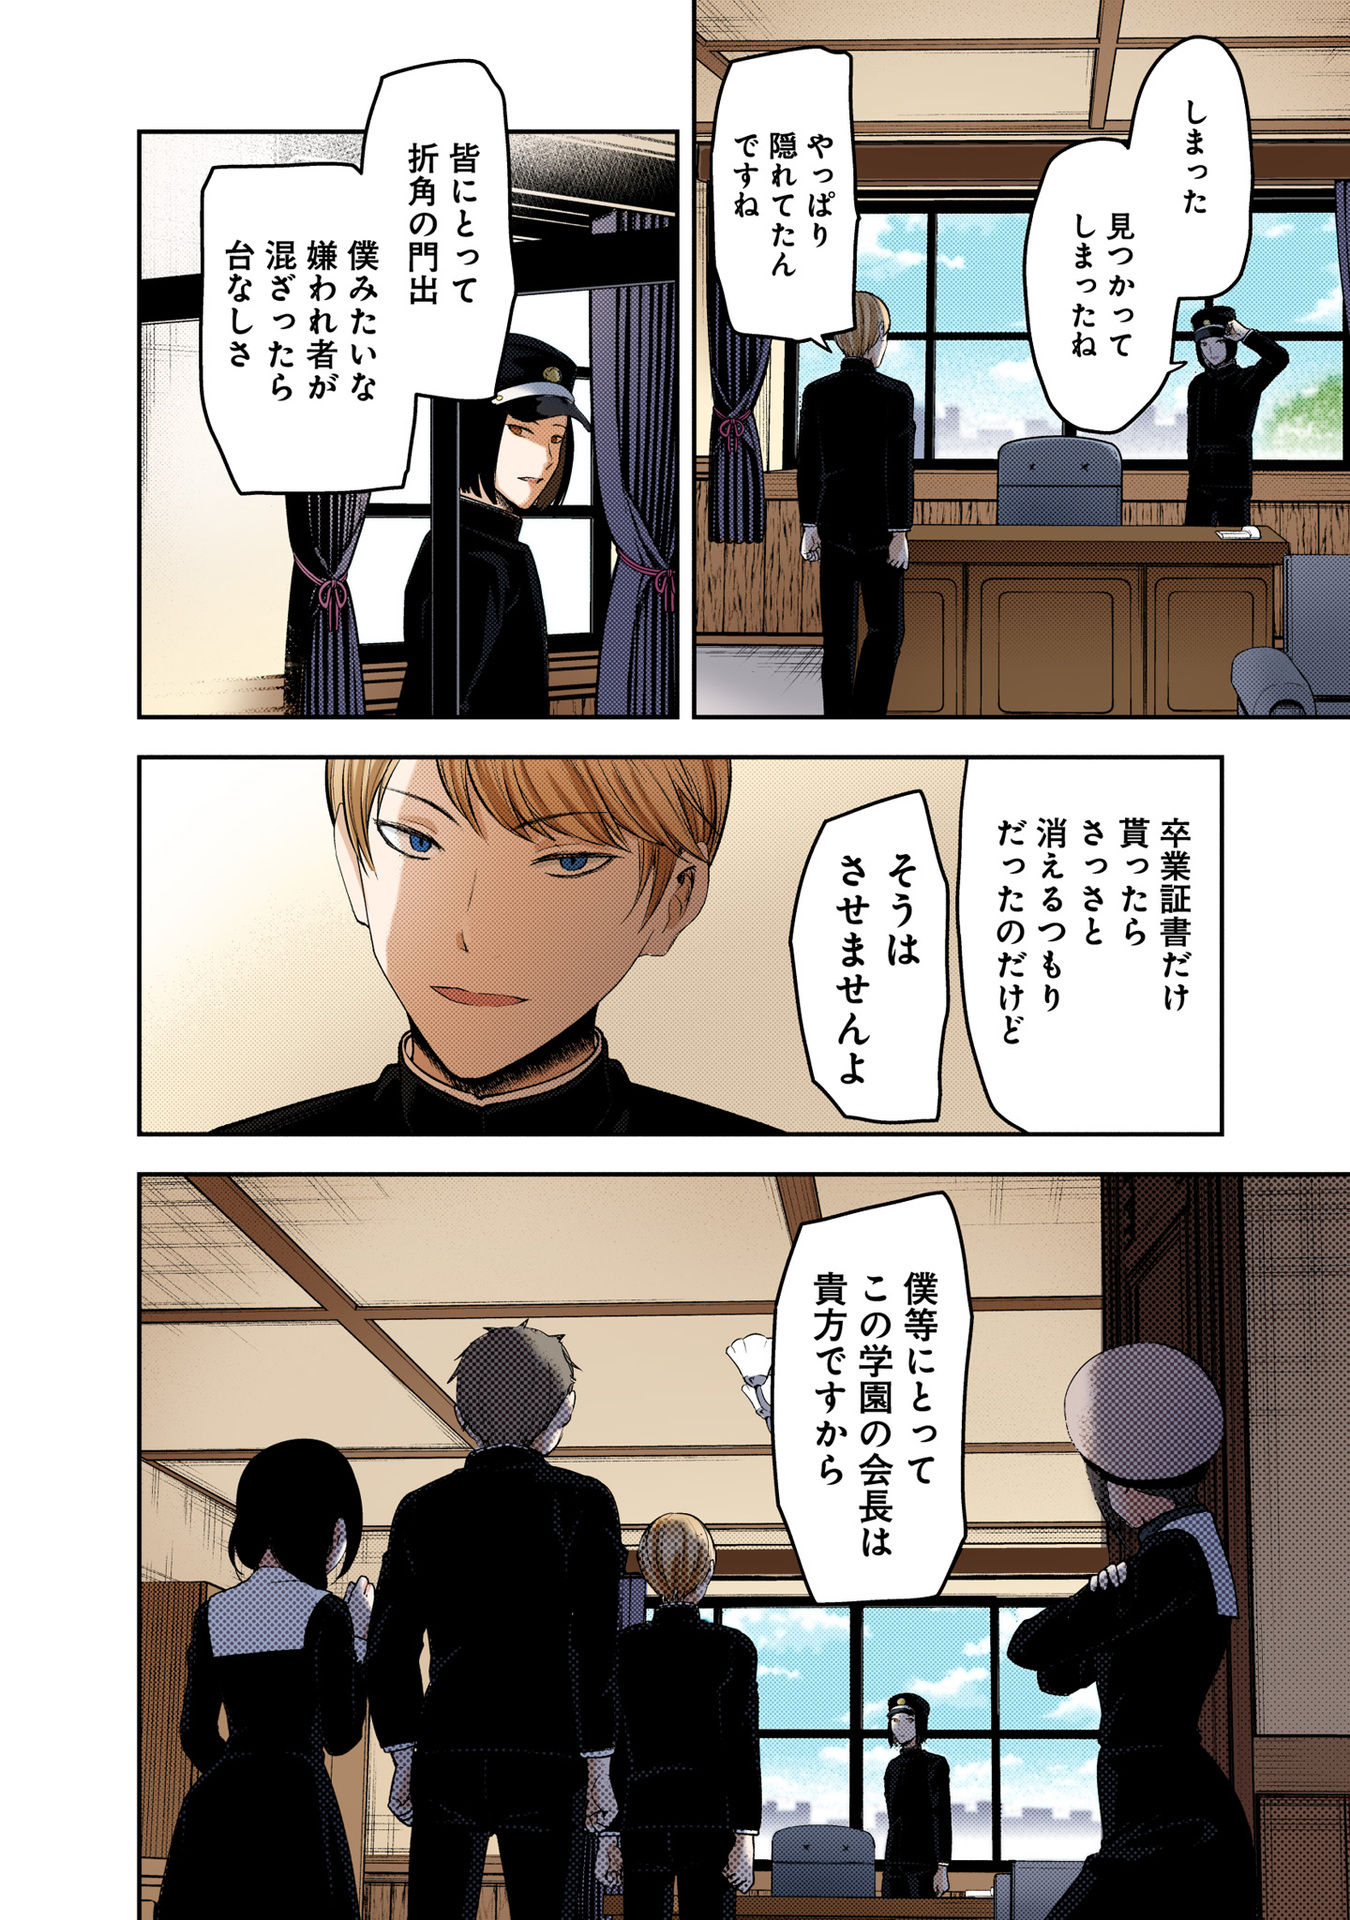 しまった
見つかって
しまったね
やっぱり
隠れてたん
ですね
皆にとって
折角の門出
僕みたいな
嫌われ者が
混ざったら
台なしさ
卒業証書だけ
貰ったら
さっさと
消えるつもり
だったのだけど
そうは
させませんよ
僕等にとって
この学園の会長は
貴方ですから